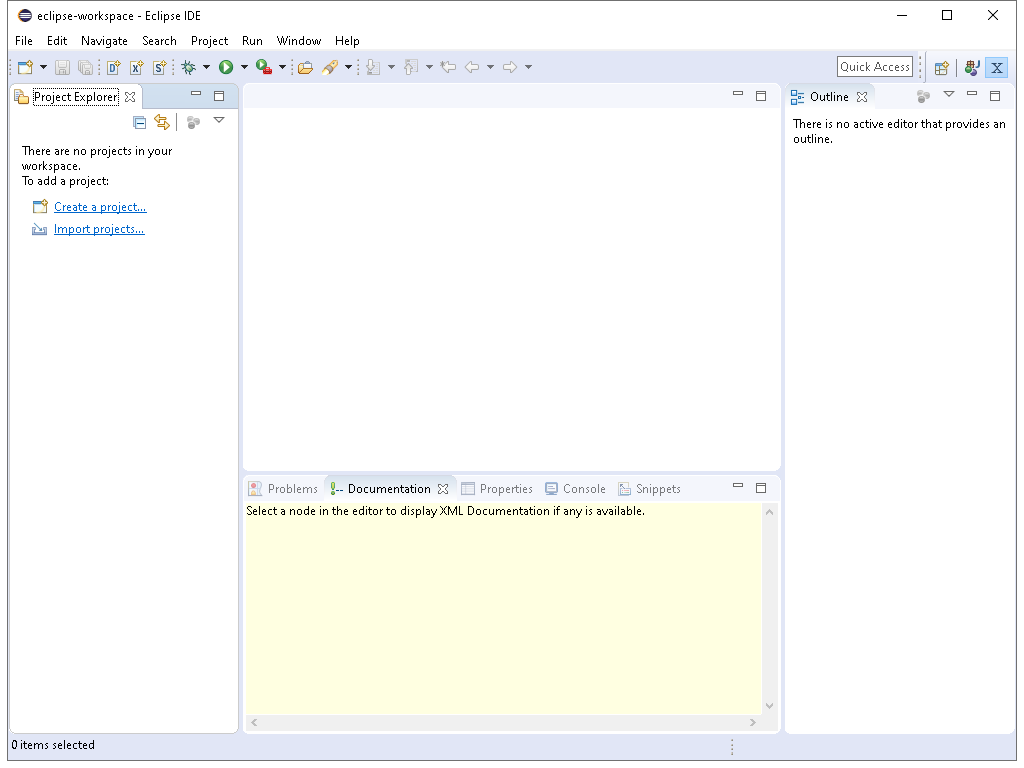 eclipse-workspace - Eclipse IDE
File Edit Navigate Search Project Run Window Help
Quick Access
Project Explorer
There are no projects in your
workspace.
To add a project:
Create a project...
Import projects...
Outline
There is no active editor that provides an
outline.
Problems Documentation Properties Console Snippets
Select a node in the editor to display XML Documentation if any is available.
0 items selected